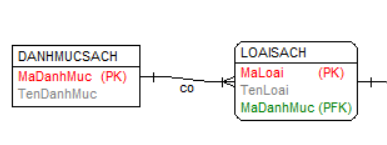 DANHMUCSACH
MaDanhMuc (PK)
TenDanhMuc
co
LOAISACH
MaLoai (PK)
TenLoai
MaDanhMuc (PFK)